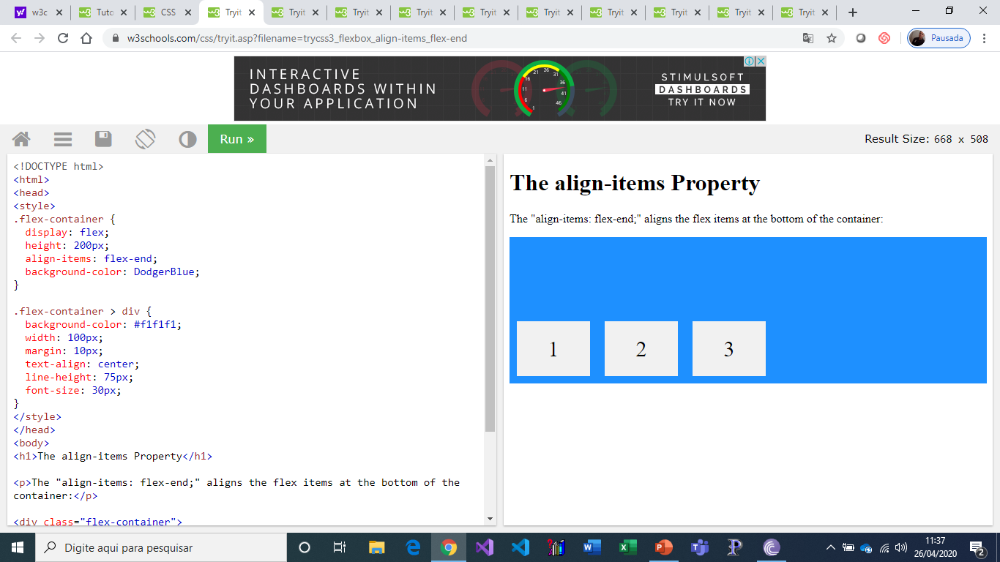 w3c
Tuto
CSS
Tryit
Tryit
Tryit
Tryit
Tryit
Tryit
Tryit
Tryit
Tryit
Tryit
w3schools.com/css/tryit.asp?filename=trycss3_flexbox_align-items_flex-end
Pausada
INTERACTIVE
DASHBOARDS WITHIN
YOUR APPLICATION
1
6
11
16
21
26
31
36
41
46
STIMULSOFT
DASHBOARDS
TRY IT NOW
Run »
Result Size: 668 x 508
<!DOCTYPE html>
<html>
<head>
<style>
.flex-container {
  display: flex;
  height: 200px;
  align-items: flex-end;
  background-color: DodgerBlue;
}
.flex-container > div {
  background-color: #f1f1f1;
  width: 100px;
  margin: 10px;
  text-align: center;
  line-height: 75px;
  font-size: 30px;
}
</style>
</head>
<body>
<h1>The align-items Property</h1>
<p>The "align-items: flex-end;" aligns the flex items at the bottom of the
container:</p>
<div class="flex-container">
The align-items Property
The "align-items: flex-end;" aligns the flex items at the bottom of the container:
1
2
3
Digite aqui para pesquisar
11:37
26/04/2020
2